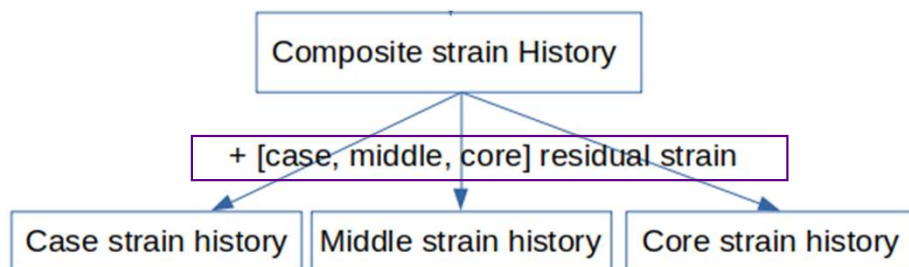 Composite strain History
+ [case, middle, core] residual strain
Case strain history
Middle strain history
Core strain history